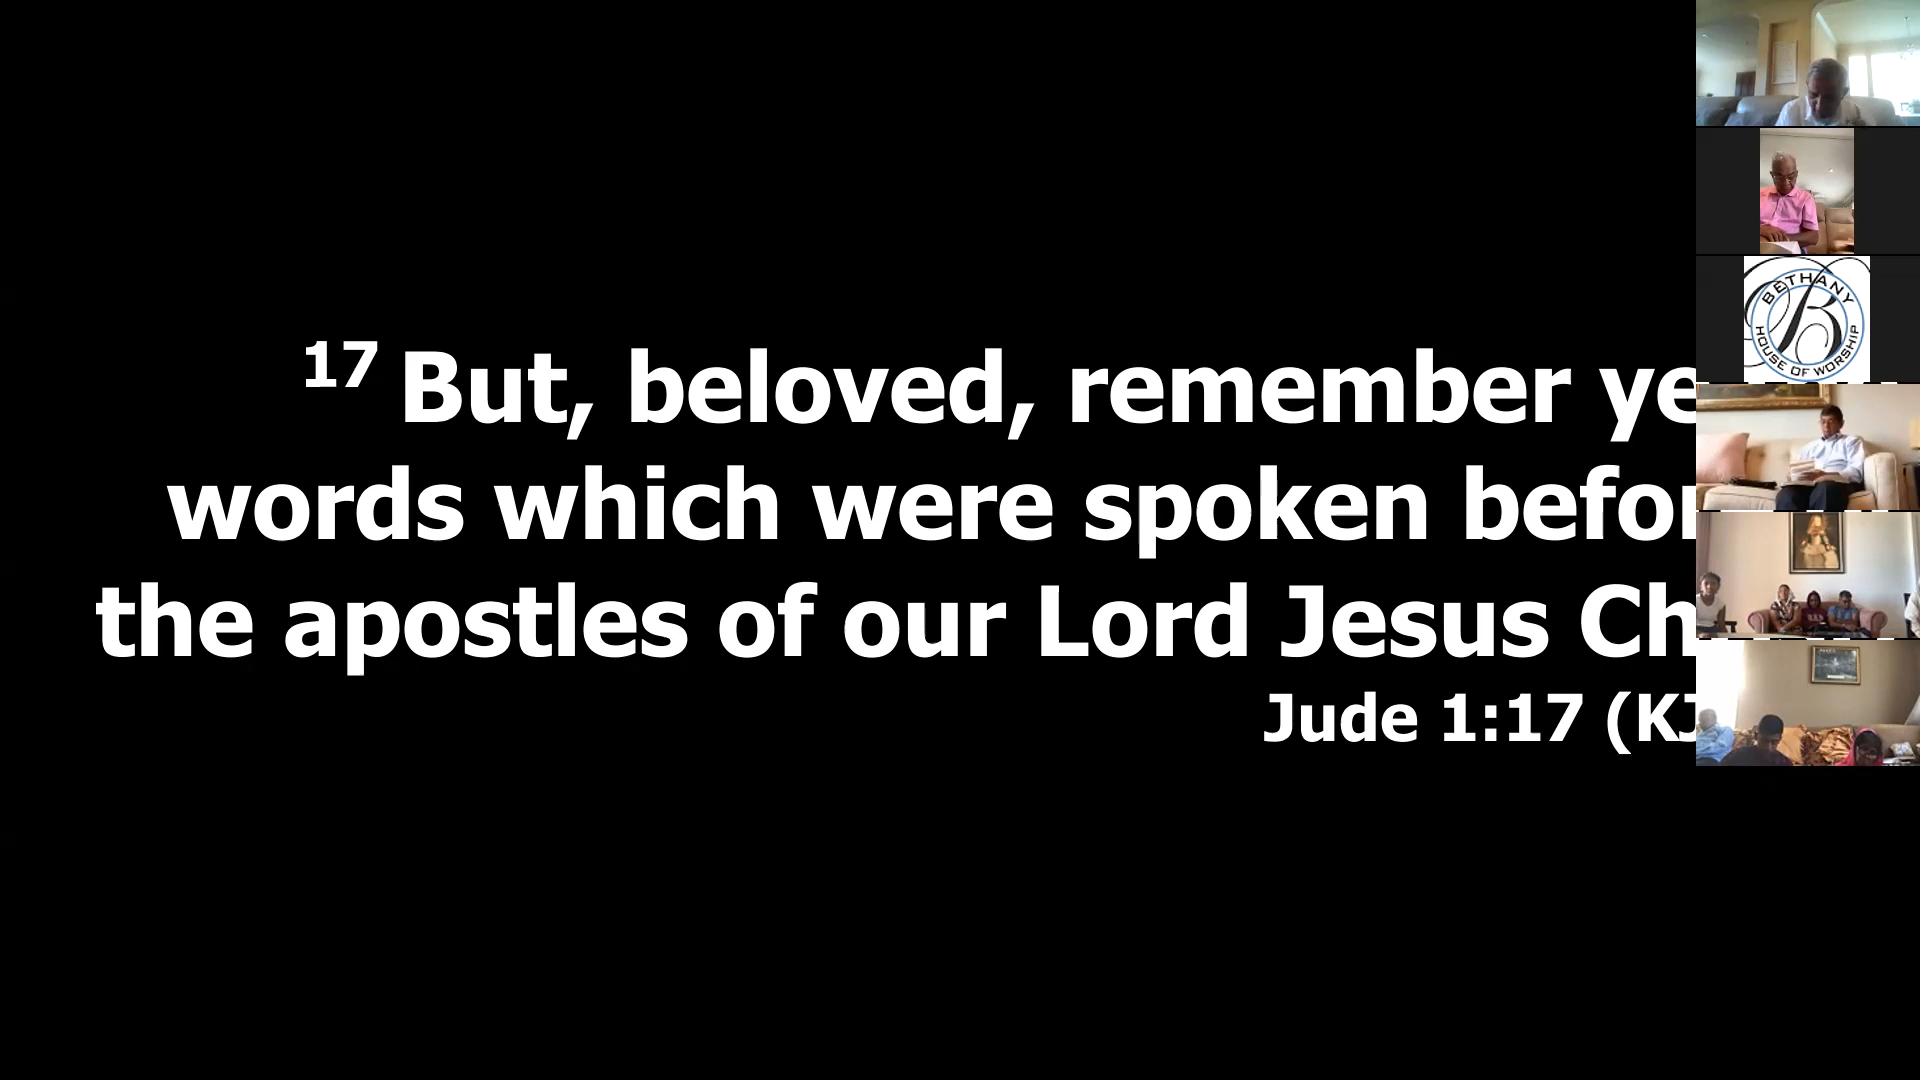 17 But, beloved, remember ye
words which were spoken befor
the apostles of our Lord Jesus Ch
Jude 1:17 (KJ
BETHANY
B
HOUSE OF WORSHIP